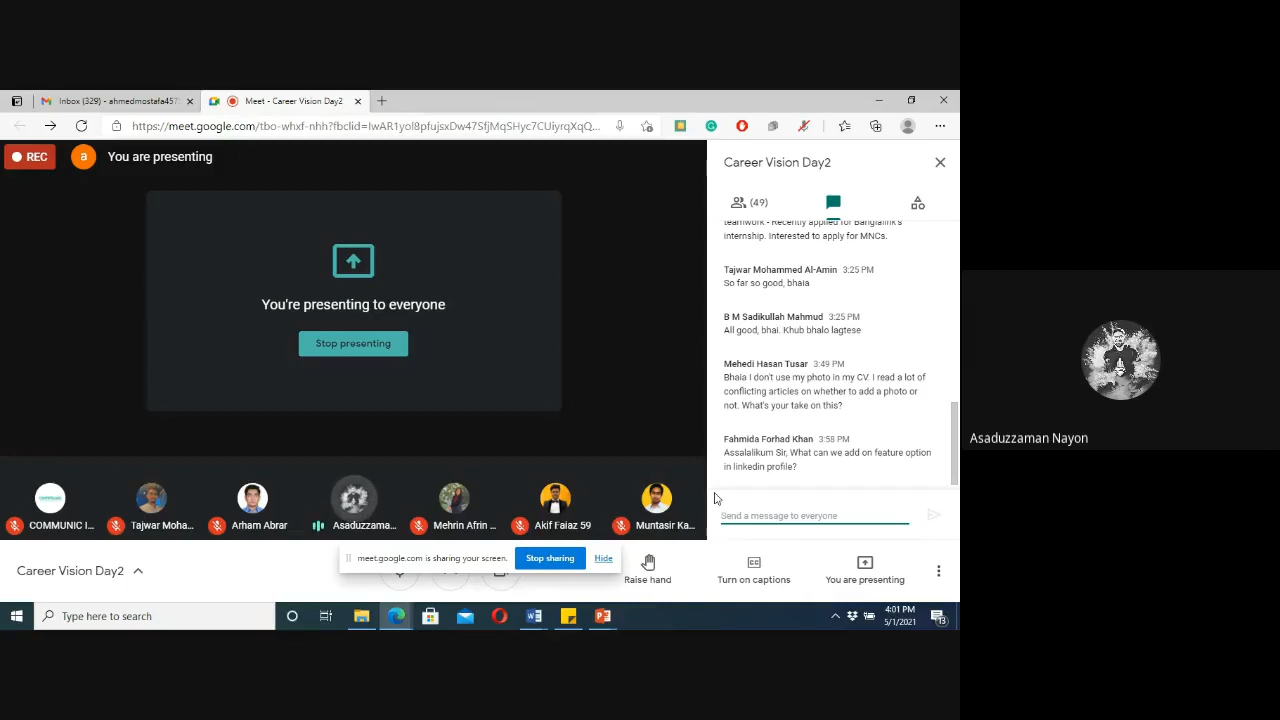 Inbox (329) - ahmedmostafa457
Meet - Career Vision Day2
https://meet.google.com/tbo-whxf-nhh?fbclid=
REC
a
You are presenting
Career Vision Day2
(49)
teamwork - Recently applied for Banglalink's
internship. Interested to apply for MNCs.
Tajwar Mohammed Al-Amin 3:25 PM
So far so good, bhaia
B M Sadikullah Mahmud 3:25 PM
All good, bhai. Khub bhalo lagtese
Mehedi Hasan Tusar 3:49 PM
Bhaia I don't use my photo in my CV. I read a lot of
conflicting articles on whether to add a photo or
not. What's your take on this?
Fahmida Forhad Khan 3:58 PM
Assalalikum Sir, What can we add on feature option
in linkedin profile?
Send a message to everyone
You're presenting to everyone
Stop presenting
Asaduzzaman Nayon
COMMUNIC I...
Tajwar Moha...
Arham Abrar
Asaduzzama...
Mehrin Afrin ...
Akif Faiaz 59
Muntasir Ka...
meet.google.com is sharing your screen.
Stop sharing
Hide
Career Vision Day2
Raise hand
Turn on captions
You are presenting
Type here to search
4:01 PM
5/1/2021
13